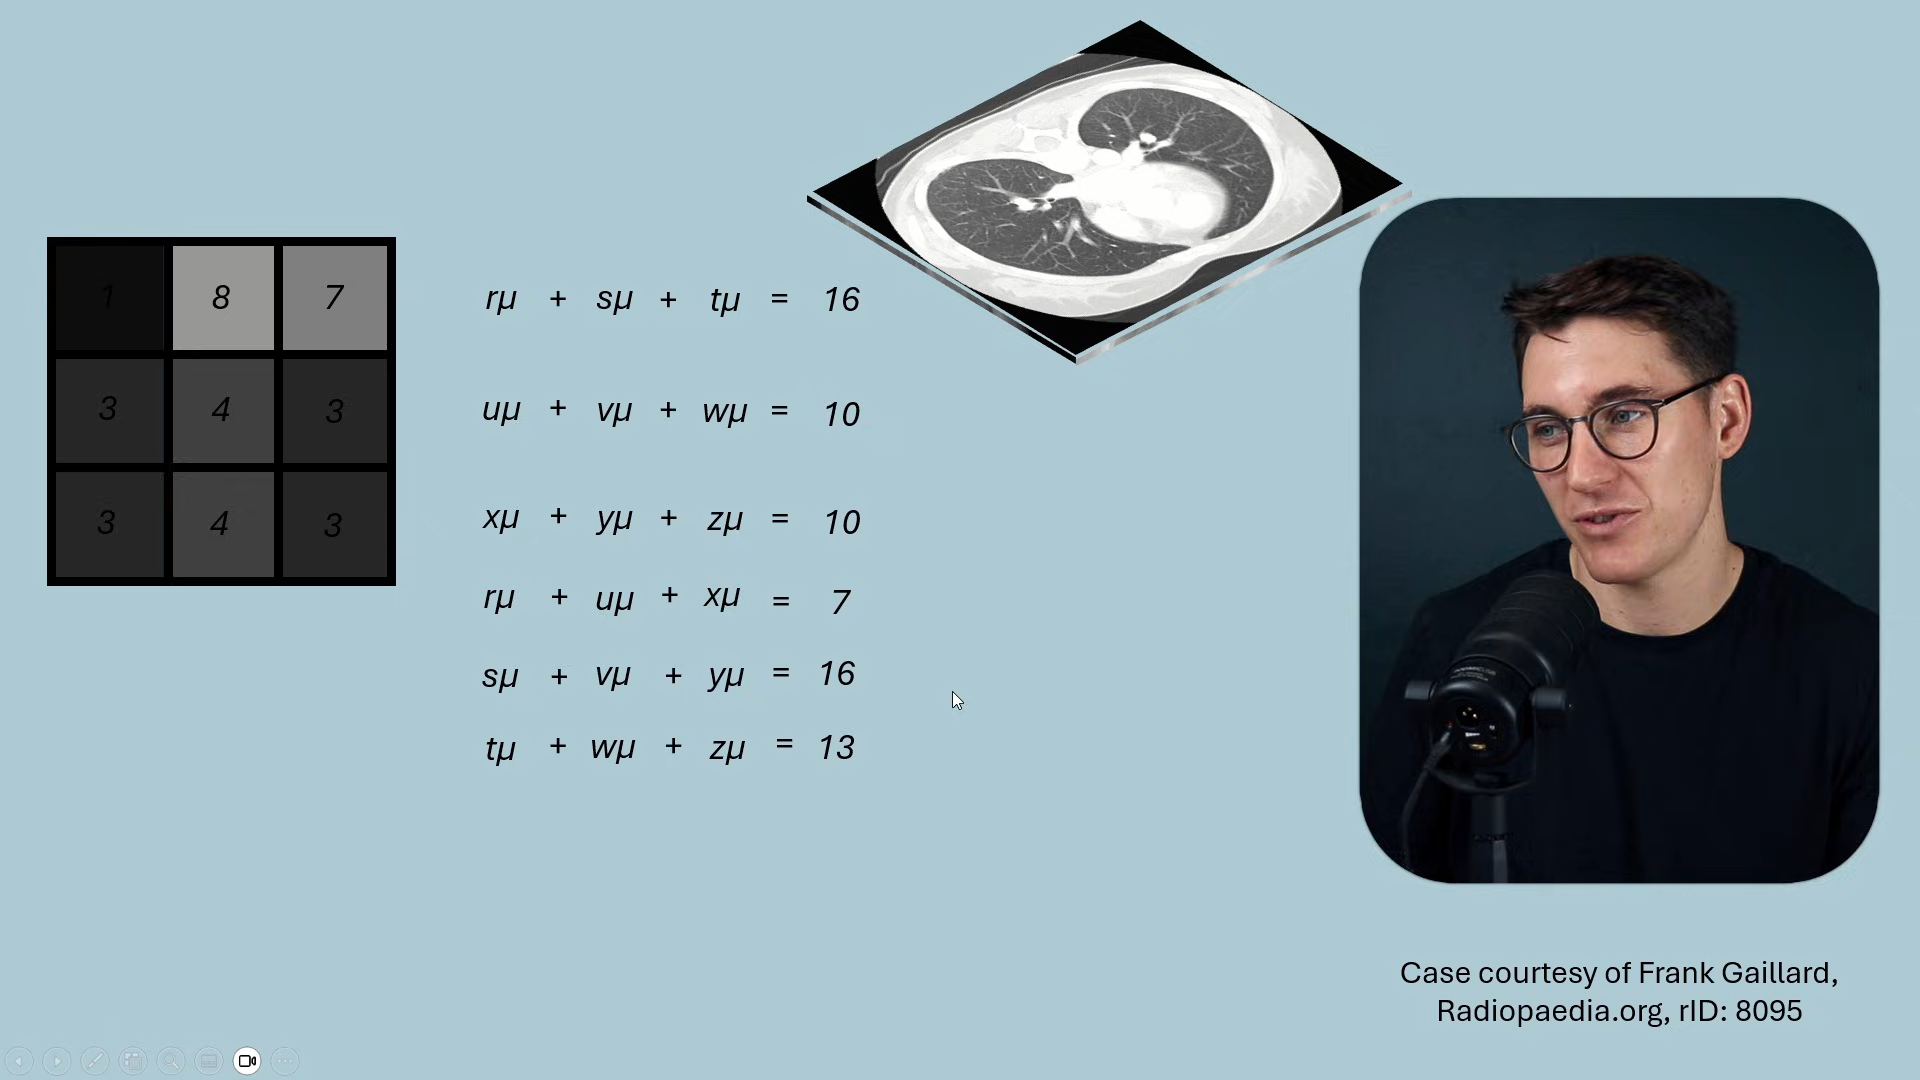 1 8 7
3 4 3
3 4 3
rμ + sμ + tμ = 16
uμ + vμ + wμ = 10
xμ + yμ + zμ = 10
rμ + uμ + xμ = 7
sμ + vμ + yμ = 16
tμ + wμ + zμ = 13
Case courtesy of Frank Gaillard,
Radiopaedia.org, rID: 8095